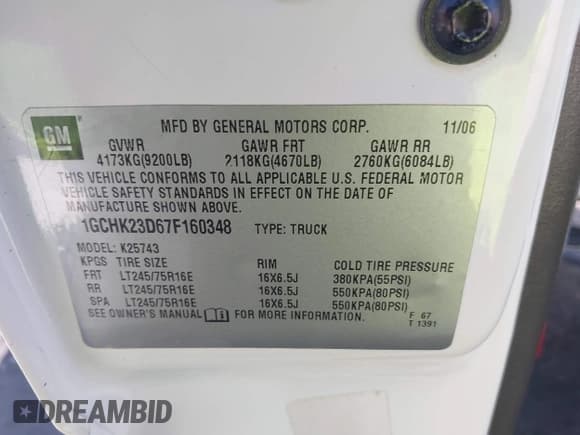 GM
MFD BY GENERAL MOTORS CORP. 11/06
GVWR GAWR FRT GAWR RR
4173KG(9200LB) 2118KG(4670LB) 2760KG(6084LB)
THIS VEHICLE CONFORMS TO ALL APPLICABLE U.S. FEDERAL MOTOR
VEHICLE SAFETY STANDARDS IN EFFECT ON THE DATE OF
MANUFACTURE SHOWN ABOVE.
1GCHK23D67F160348 TYPE: TRUCK
MODEL: K25743
KPGS TIRE SIZE RIM COLD TIRE PRESSURE
FRT LT245/75R16E 16X6.5J 380KPA(55PSI)
RR LT245/75R16E 16X6.5J 550KPA(80PSI)
SPA LT245/75R16E 16X6.5J 550KPA(80PSI)
SEE OWNER'S MANUAL FOR MORE INFORMATION.
F 67
T 1391
DREAMBID